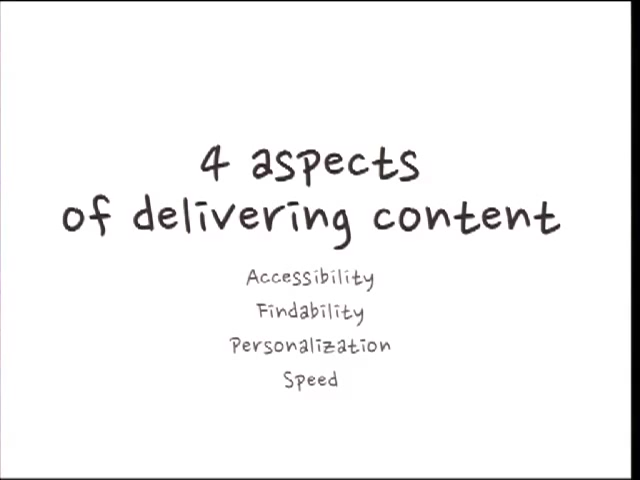 4 aspects
of delivering content
Accessibility
Findability
Personalization
Speed